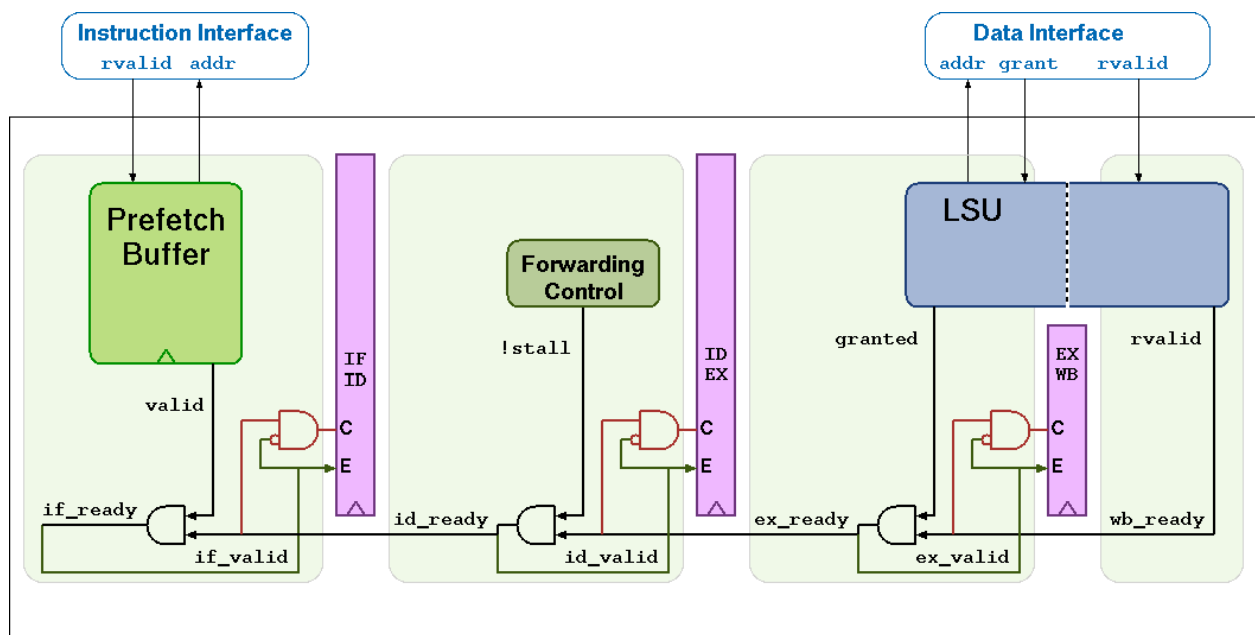 Instruction Interface
rvalid addr
Data Interface
addr grant rvalid
Prefetch
Buffer
valid
IF
ID
C
E
if_ready
if_valid
Forwarding
Control
!stall
ID
EX
C
E
id_ready
id_valid
LSU
granted
rvalid
EX
WB
C
E
ex_ready
ex_valid
wb_ready